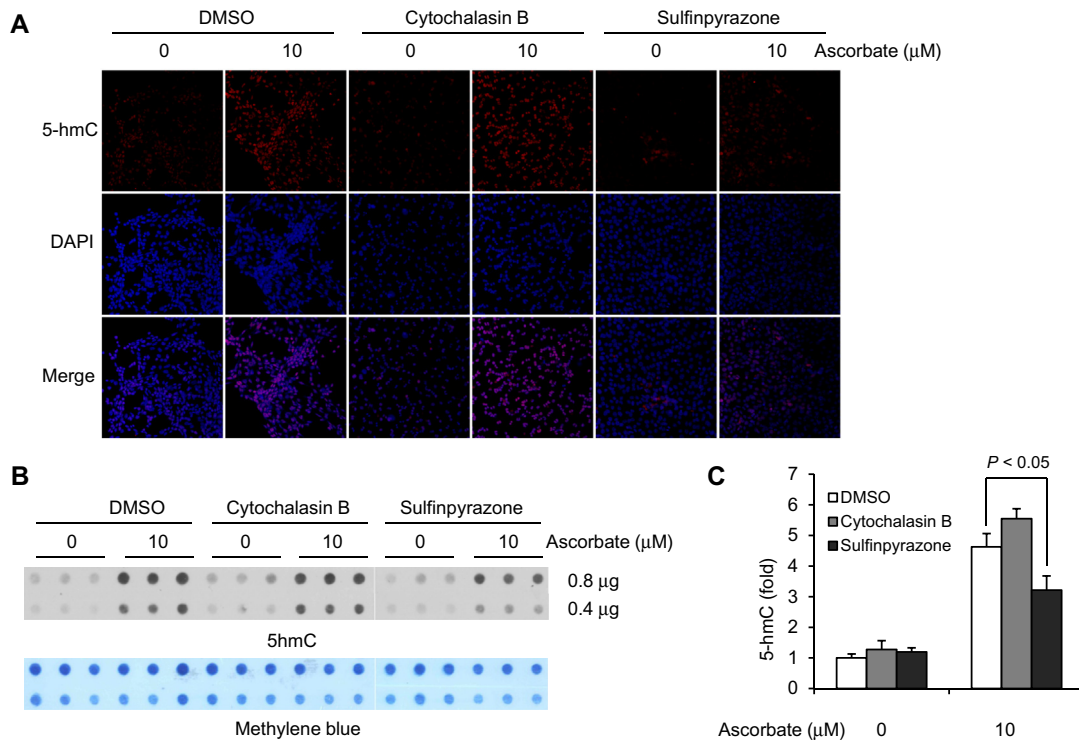 A
DMSO Cytochalasin B Sulfinpyrazone
0 10 0 10 0 10 Ascorbate (μM)
5-hmC
DAPI
Merge
B
DMSO Cytochalasin B Sulfinpyrazone
0 10 0 10 0 10 Ascorbate (μM)
0.8 μg
0.4 μg
5hmC
Methylene blue
C
P < 0.05
7
6
5
4
3
2
1
0
5-hmC (fold)
DMSO
Cytochalasin B
Sulfinpyrazone
Ascorbate (μM) 0 10